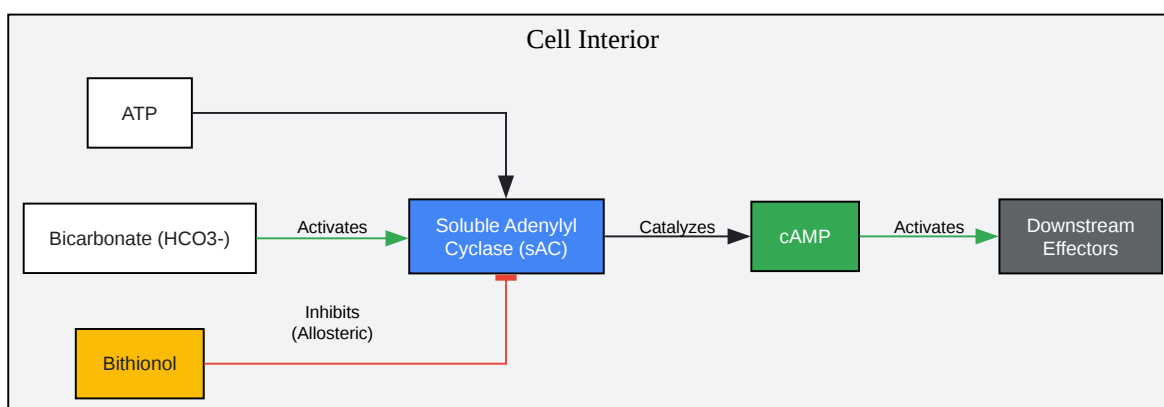 Cell Interior
ATP
Bicarbonate (HCO3-)
Activates
Soluble Adenylyl
Cyclase (sAC)
Catalyzes
cAMP
Activates
Downstream
Effectors
Inhibits
(Allosteric)
Bithionol